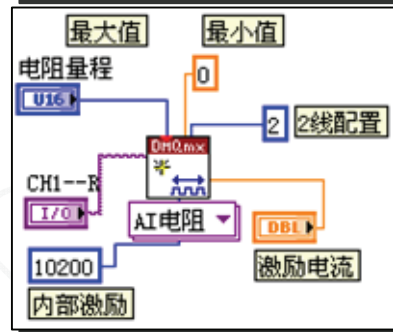 最大值 最小值
电阻量程
U16
0
2 2线配置
DMQmx
CH1--R
I/O
AI电阻
DBL
10200
激励电流
内部激励